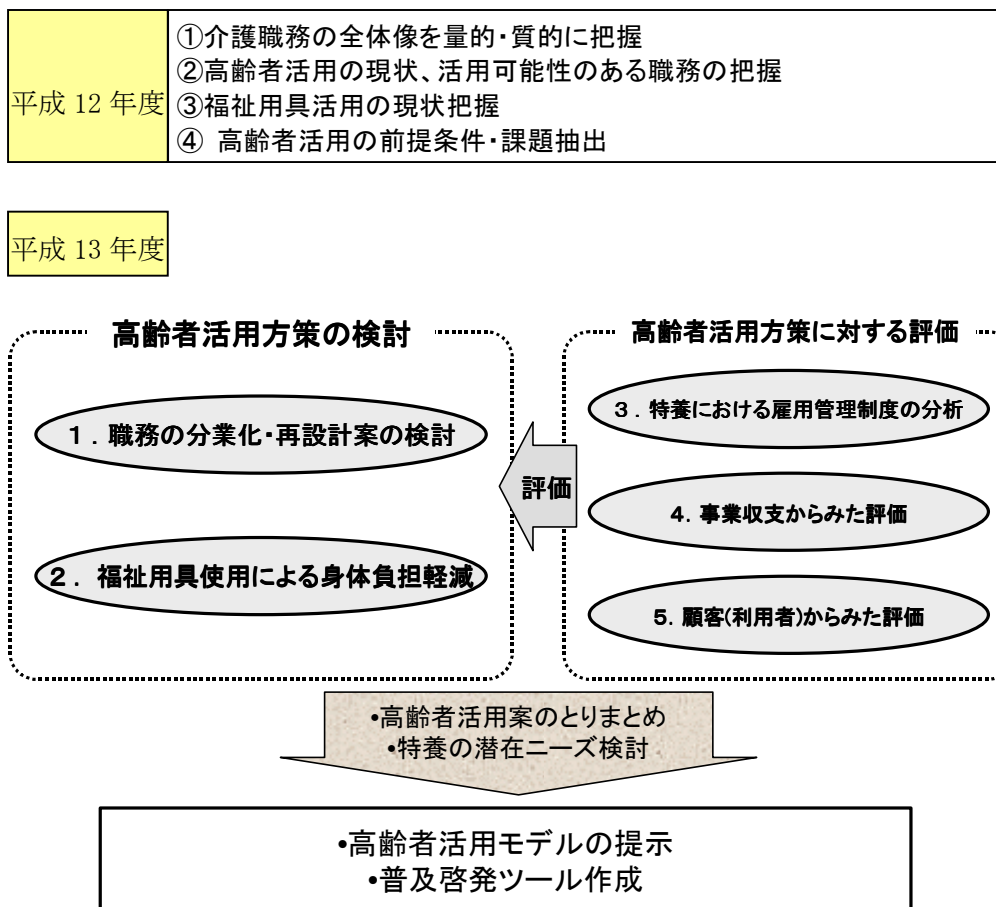 平成 12 年度
①介護職務の全体像を量的・質的に把握
②高齢者活用の現状、活用可能性のある職務の把握
③福祉用具活用の現状把握
④ 高齢者活用の前提条件・課題抽出
平成 13 年度
高齢者活用方策の検討
1．職務の分業化・再設計案の検討
2．福祉用具使用による身体負担軽減
評価
高齢者活用方策に対する評価
3．特養における雇用管理制度の分析
4．事業収支からみた評価
5．顧客(利用者)からみた評価
•高齢者活用案のとりまとめ
•特養の潜在ニーズ検討
•高齢者活用モデルの提示
•普及啓発ツール作成